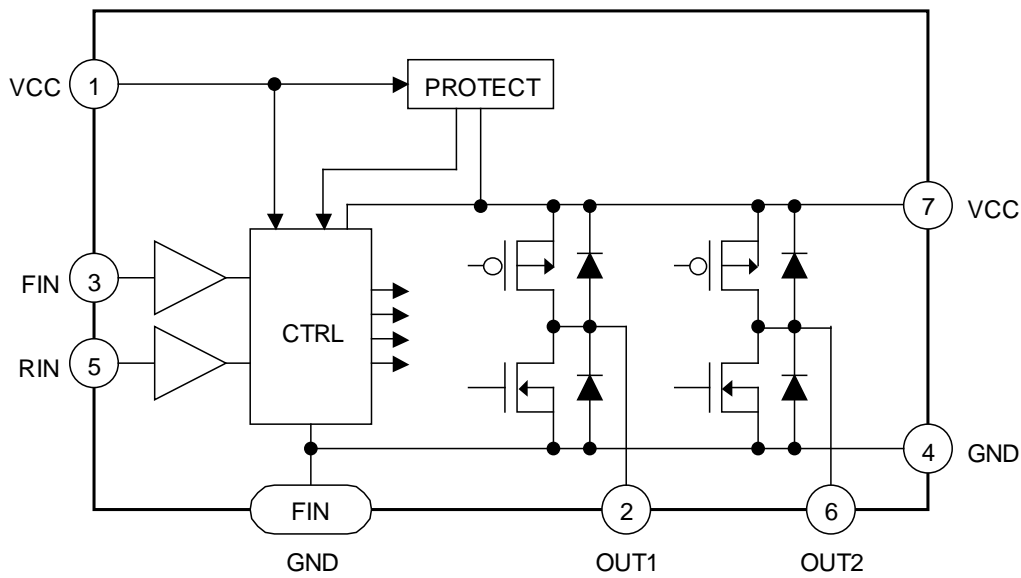 VCC
1
PROTECT
7
VCC
FIN
3
CTRL
RIN
5
4
GND
FIN
2
6
GND
OUT1
OUT2